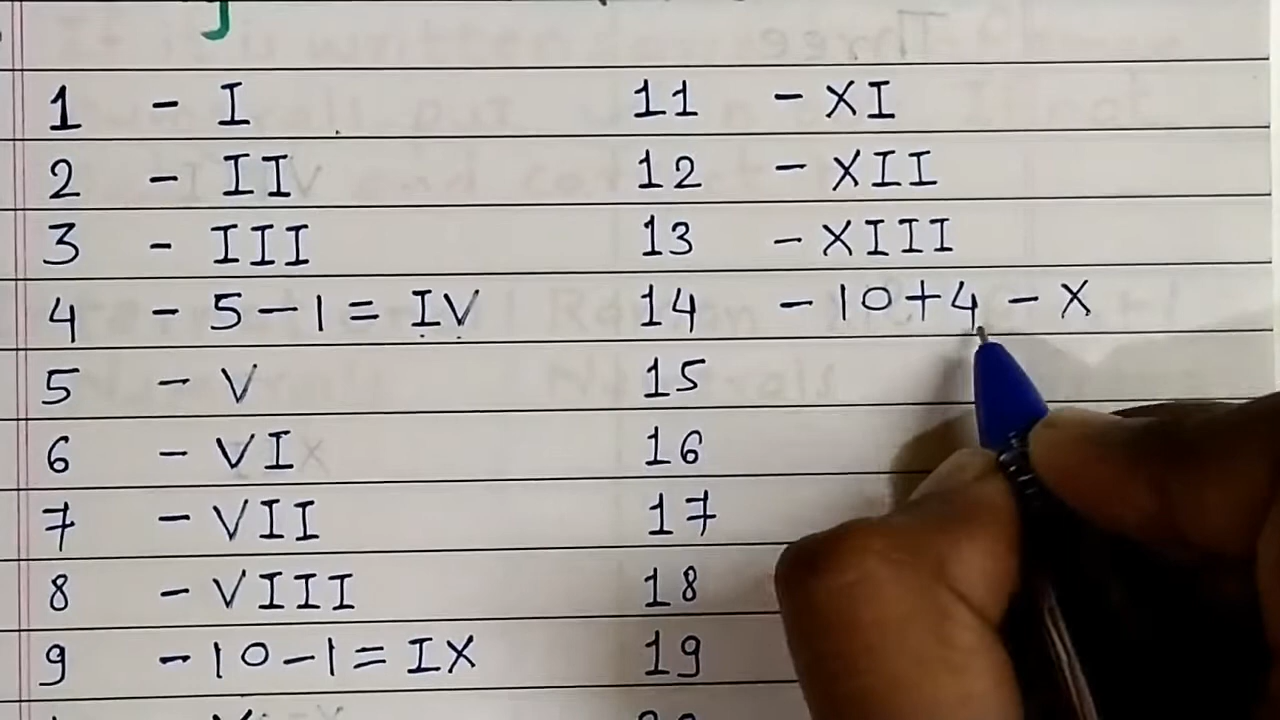 1 - I
2 - II
3 - III
4 - 5-1 = IV
5 - V
6 - VI
7 - VII
8 - VIII
9 - 10-1 = IX
11 - XI
12 - XII
13 - XIII
14 - 10+4 - X
15
16
17
18
19